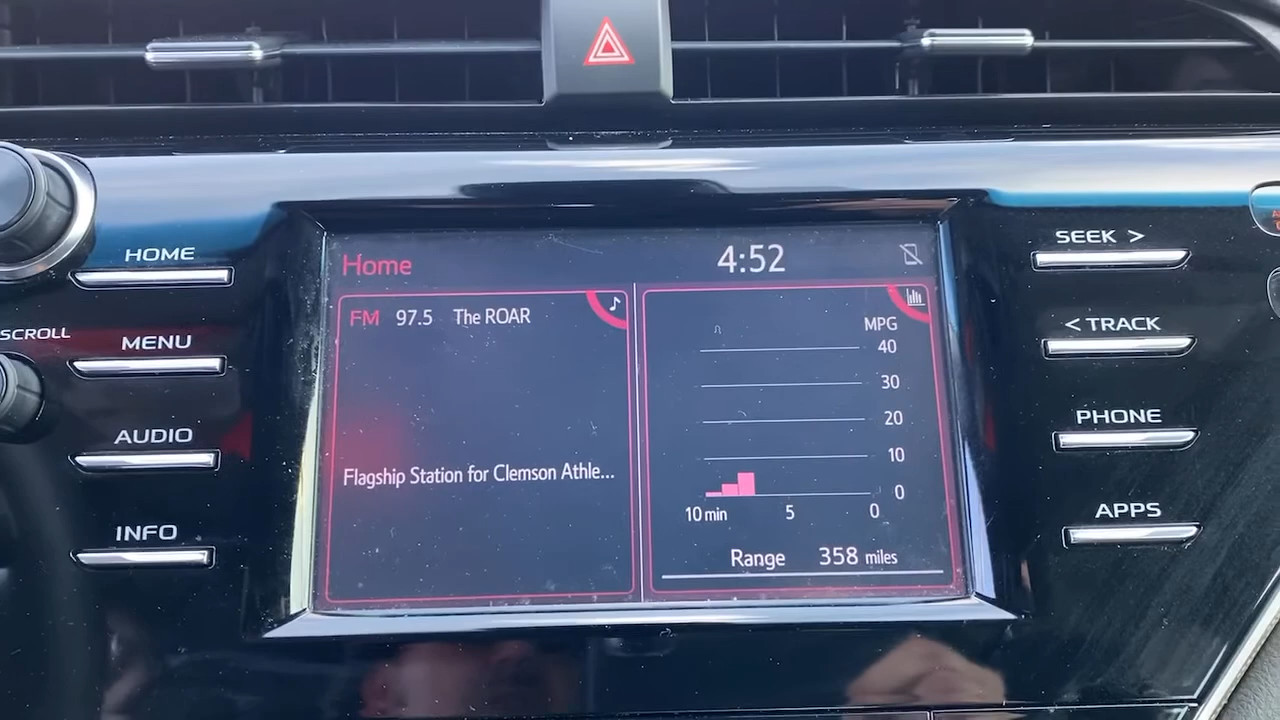 HOME
SCROLL
MENU
AUDIO
INFO
Home
4:52
FM 97.5 The ROAR
Flagship Station for Clemson Athle...
MPG
40
30
20
10
0
10 min 5 0
Range 358 miles
SEEK >
< TRACK
PHONE
APPS